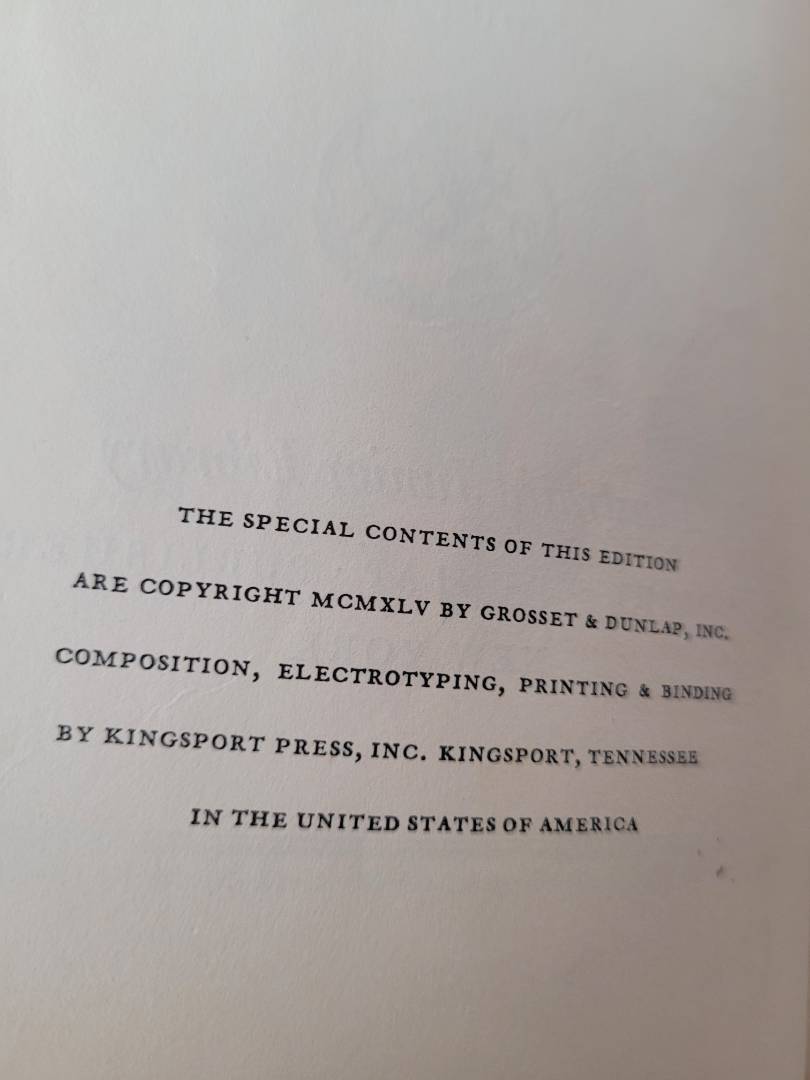 THE SPECIAL CONTENTS OF THIS EDITION
ARE COPYRIGHT MCMXLV BY GROSSET & DUNLAP, INC.
COMPOSITION, ELECTROTYPING, PRINTING & BINDING
BY KINGSPORT PRESS, INC. KINGSPORT, TENNESSEE
IN THE UNITED STATES OF AMERICA